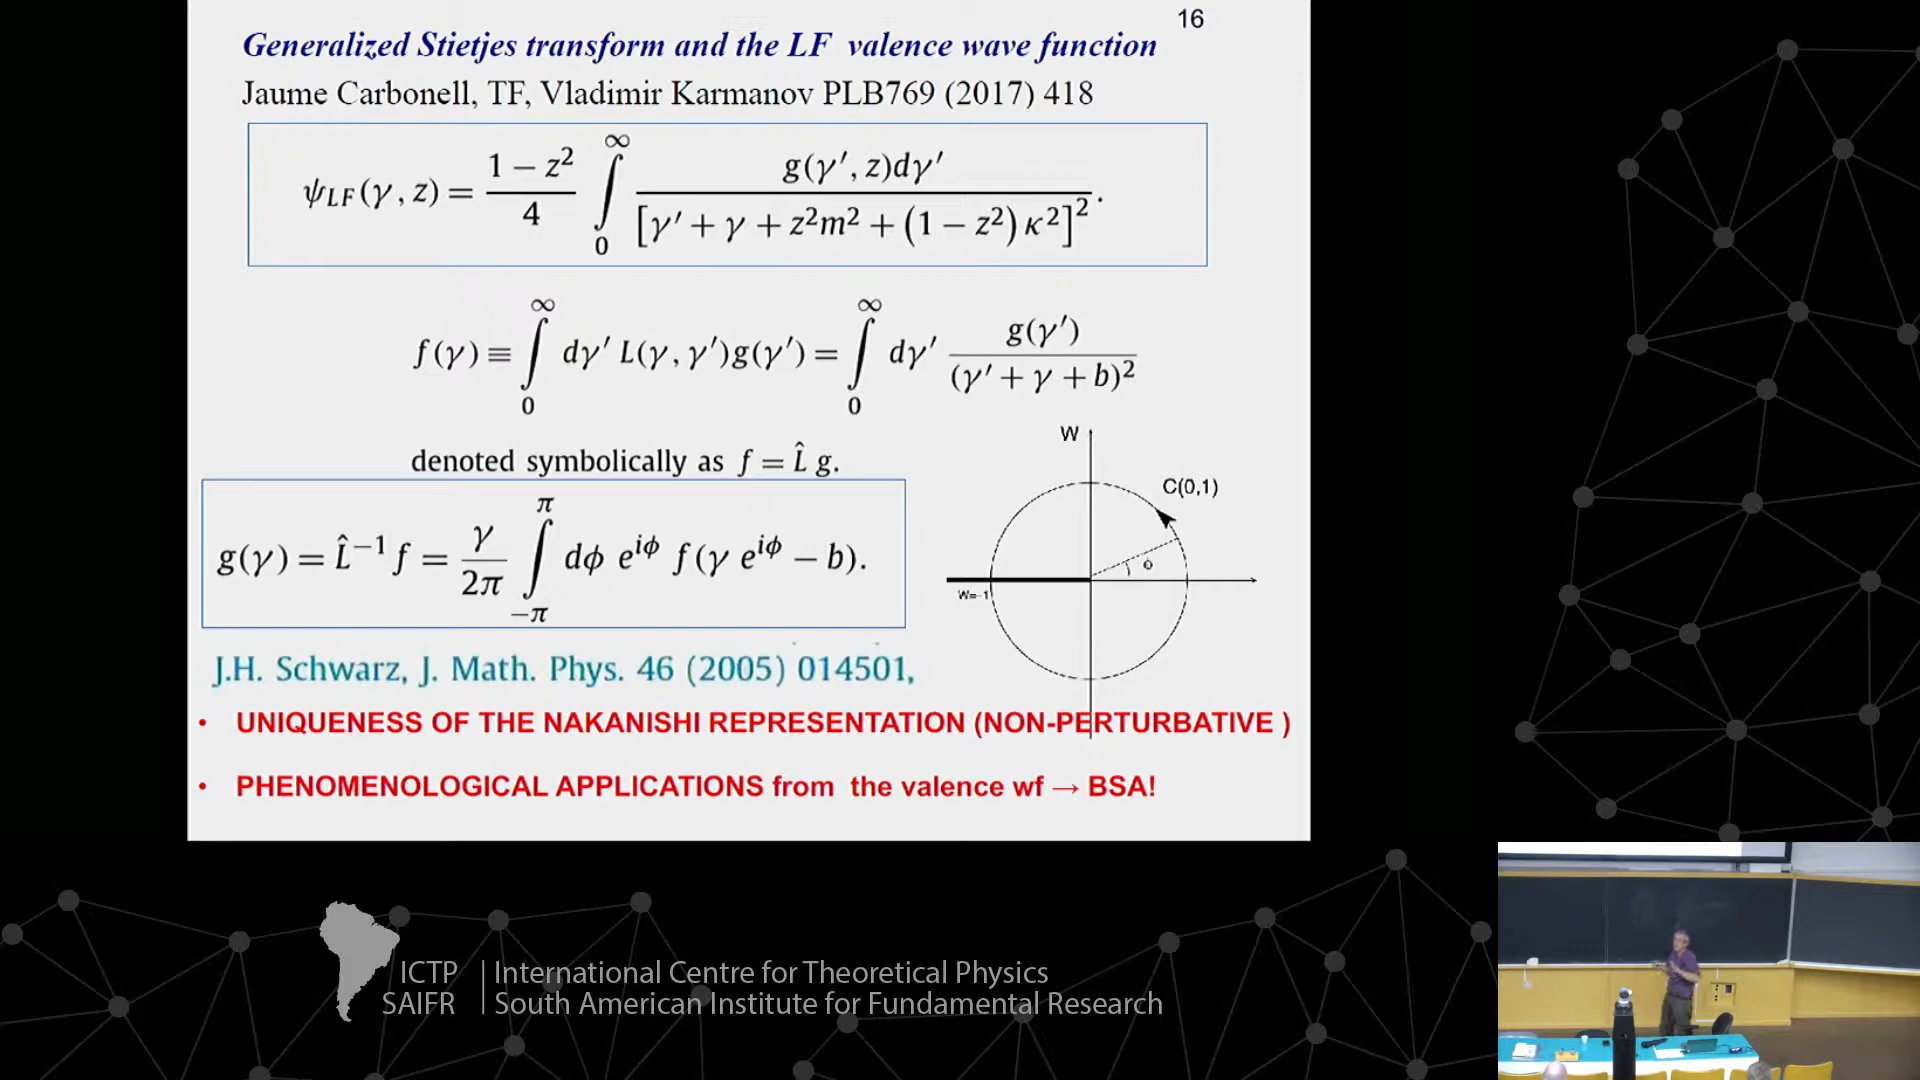 16
Generalized Stietjes transform and the LF valence wave function
Jaume Carbonell, TF, Vladimir Karmanov PLB769 (2017) 418
ψ_LF(γ, z) = (1 − z²)/4 ∫₀^∞ g(γ′, z)dγ′ / [γ′ + γ + z²m² + (1 − z²) κ²]² .
f(γ) ≡ ∫₀^∞ dγ′ L(γ, γ′)g(γ′) = ∫₀^∞ dγ′ g(γ′) / (γ′ + γ + b)²
denoted symbolically as f = L̂ g.
W
C(0,1)
g(γ) = L̂⁻¹ f = γ/2π ∫_{−π}^{π} dϕ e^{iϕ} f(γ e^{iϕ} − b).
ϕ
W=-1
J.H. Schwarz, J. Math. Phys. 46 (2005) 014501,
• UNIQUENESS OF THE NAKANISHI REPRESENTATION (NON-PERTURBATIVE )
• PHENOMENOLOGICAL APPLICATIONS from the valence wf → BSA!
ICTP | International Centre for Theoretical Physics
SAIFR | South American Institute for Fundamental Research